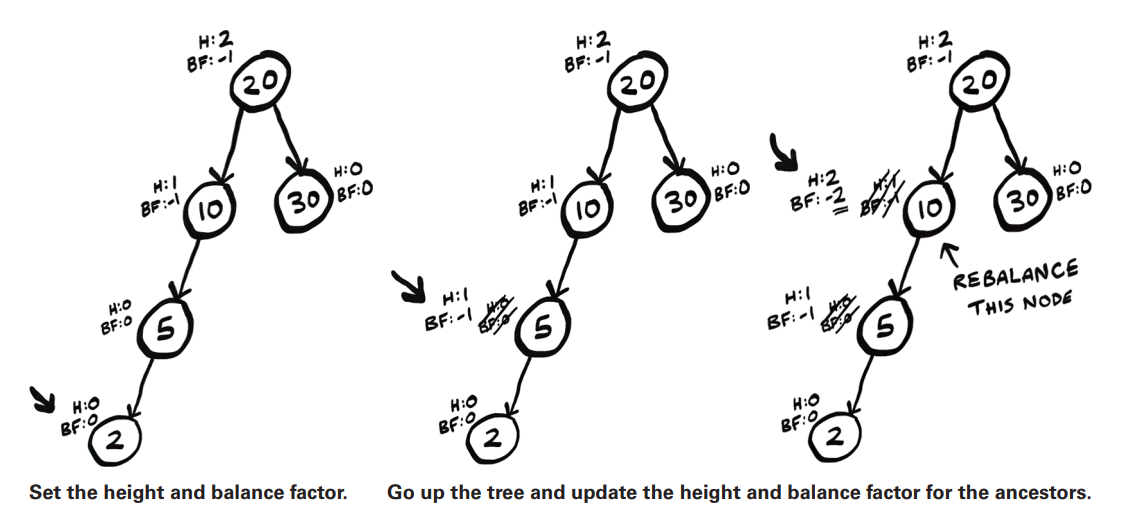 H:2
BF:-1
20
H:1
BF:-1
10
H:0
BF:0
30
H:0
BF:0
5
H:0
BF:0
2
H:2
BF:-1
20
H:1
BF:-1
10
H:0
BF:0
30
H:1
BF:-1
H:0
BF:0
5
H:0
BF:0
2
H:2
BF:-1
20
H:2
BF:-2
H:1
BF:-1
10
H:0
BF:0
30
REBALANCE
THIS NODE
H:1
BF:-1
H:0
BF:0
5
H:0
BF:0
2
Set the height and balance factor.
Go up the tree and update the height and balance factor for the ancestors.